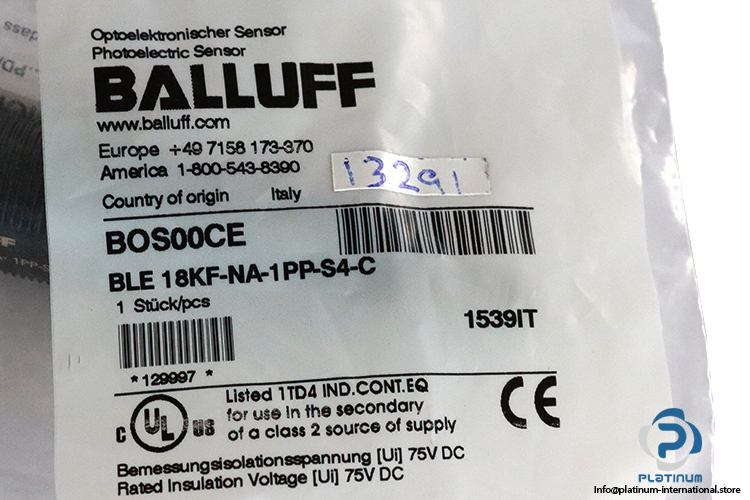 Optoelektronischer Sensor
Photoelectric Sensor
BALLUFF
www.balluff.com
Europe +49 7158 173-370
America 1-800-543-8390
13291
Country of origin Italy
BOS00CE
BLE 18KF-NA-1PP-S4-C
1 Stück/pcs
1539IT
*129997 *
c UL us
Listed 1TD4 IND.CONT.EQ
for use in the secondary
of a class 2 source of supply
CE
Bemessungsisolationsspannung [Ui] 75V DC
Rated Insulation Voltage [Ui] 75V DC
PLATINUM
INTERNATIONAL
Info@platinum-international.store